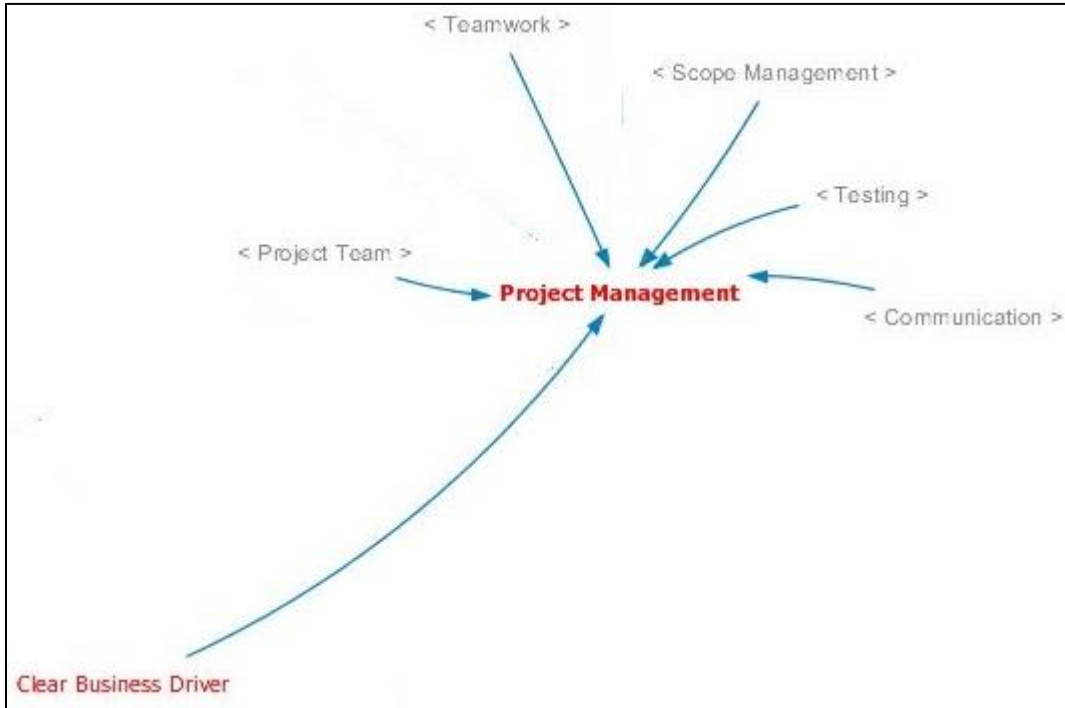 < Teamwork >
< Scope Management >
< Testing >
< Project Team >
Project Management
< Communication >
Clear Business Driver